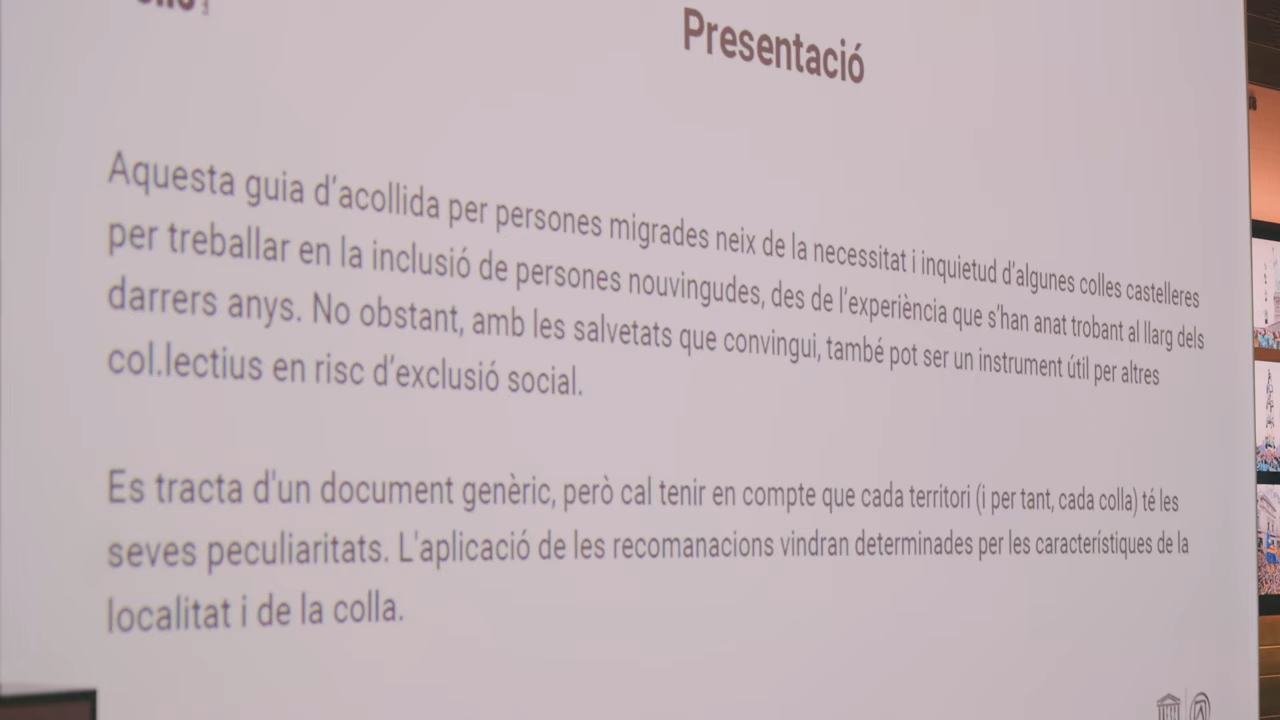 Presentació
Aquesta guia d'acollida per persones migrades neix de la necessitat i inquietud d'algunes colles castelleres
per treballar en la inclusió de persones nouvingudes, des de l'experiència que s'han anat trobant al llarg dels
darrers anys. No obstant, amb les salvetats que convingui, també pot ser un instrument útil per altres
col.lectius en risc d'exclusió social.
Es tracta d'un document genèric, però cal tenir en compte que cada territori (i per tant, cada colla) té les
seves peculiaritats. L'aplicació de les recomanacions vindran determinades per les característiques de la
localitat i de la colla.